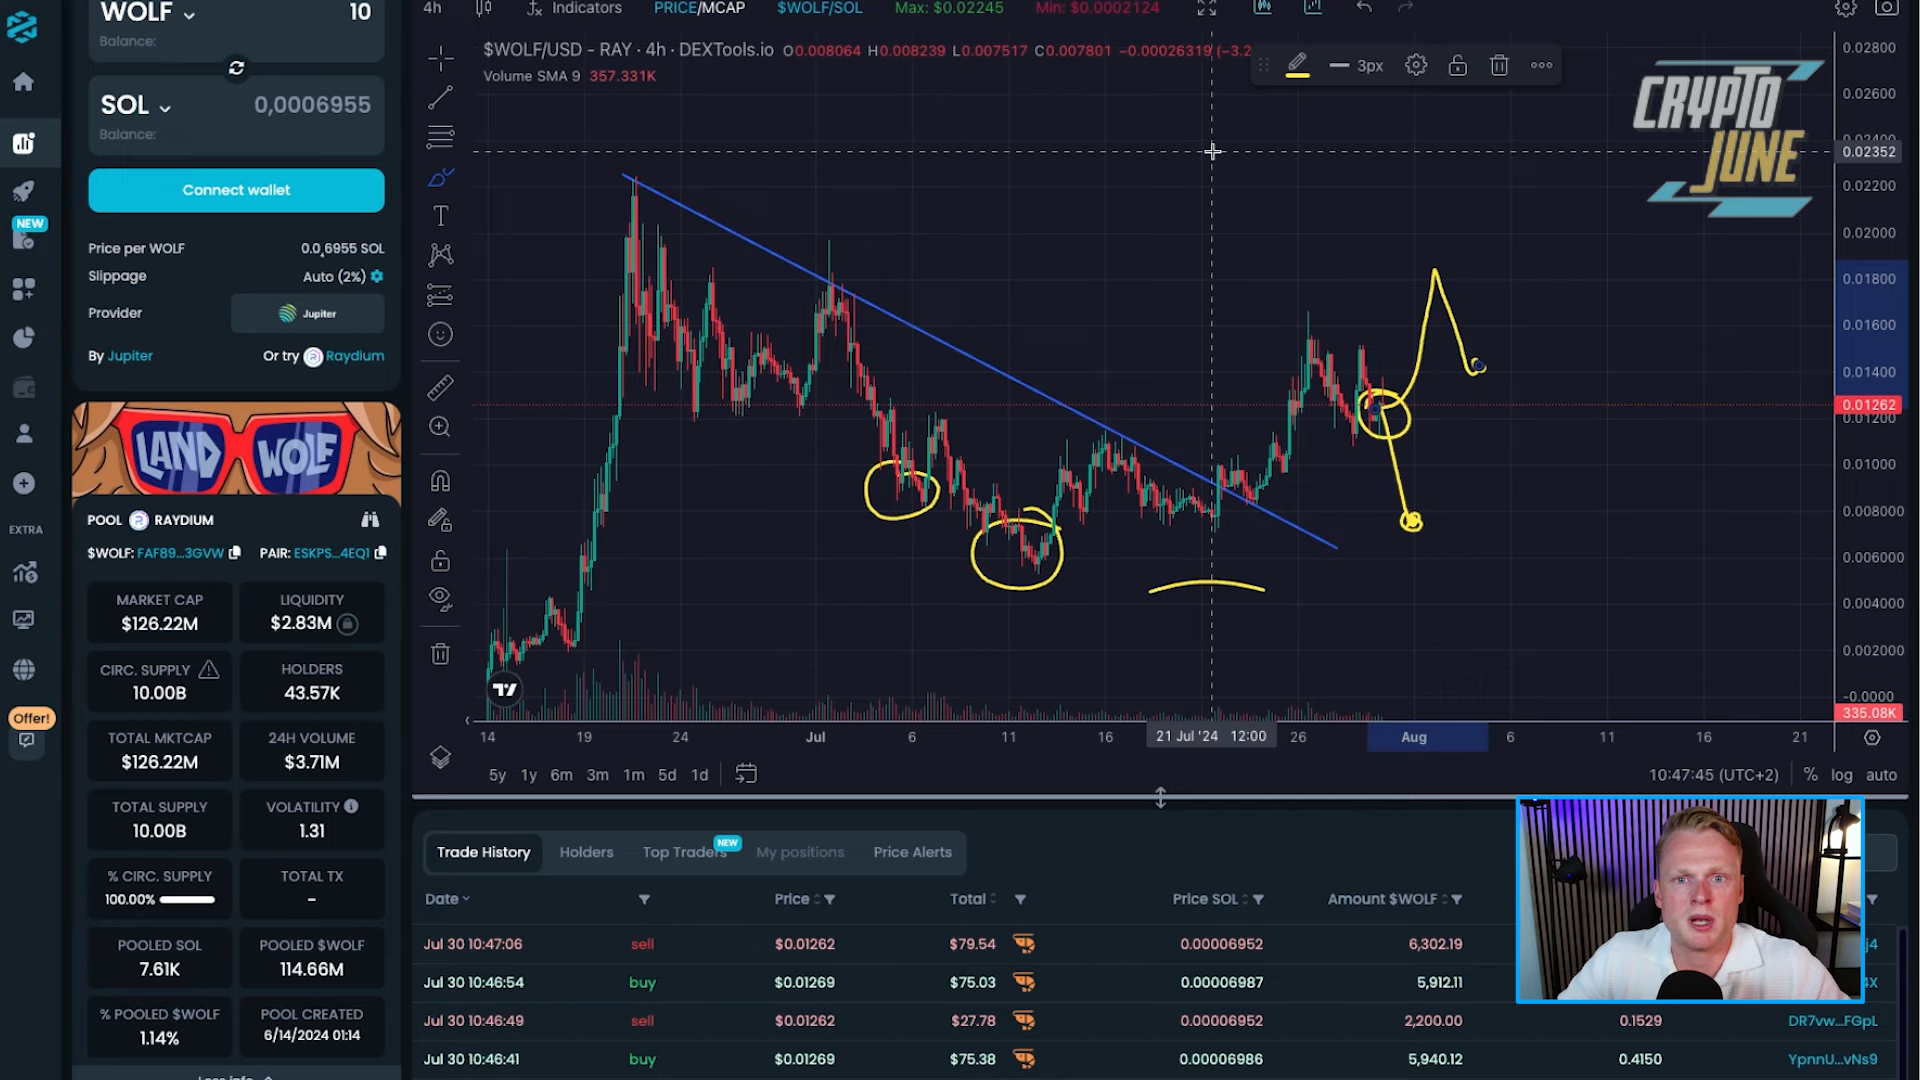 WOLF
10
Balance:
SOL
0,0006955
Balance:
Connect wallet
Price per WOLF
0.0,6955 SOL
Slippage
Auto (2%)
Provider
Jupiter
By Jupiter
Or try Raydium
LAND WOLF
POOL RAYDIUM
$WOLF: FAF89...3GVW
PAIR: ESKPS...4EQ1
MARKET CAP
$126.22M
LIQUIDITY
$2.83M
CIRC. SUPPLY
10.00B
HOLDERS
43.57K
TOTAL MKTCAP
$126.22M
24H VOLUME
$3.71M
TOTAL SUPPLY
10.00B
VOLATILITY
1.31
% CIRC. SUPPLY
100.00%
TOTAL TX
-
POOLED SOL
7.61K
POOLED $WOLF
114.66M
% POOLED $WOLF
1.14%
POOL CREATED
6/14/2024 01:14
NEW
EXTRA
Offer!
4h
Indicators
PRICE/MCAP
$WOLF/SOL
Max: $0.02245
Min: $0.0002124
$WOLF/USD - RAY · 4h · DEXTools.io O0.008064 H0.008239 L0.007517 C0.007801 −0.00026319 (−3.2
Volume SMA 9 357.331K
3px
CRYPTO
JUNE
0.02800
0.02600
0.02400
0.02352
0.02200
0.02000
0.01800
0.01600
0.01400
0.01262
0.01200
0.01000
0.008000
0.006000
0.004000
0.002000
-0.0000
335.08K
14
19
24
Jul
6
11
16
21 Jul '24 12:00
26
Aug
6
11
16
21
5y 1y 6m 3m 1m 5d 1d
10:47:45 (UTC+2)
% log auto
Trade History
Holders
Top Traders
NEW
My positions
Price Alerts
Date
Price
Total
Price SOL
Amount $WOLF
Jul 30 10:47:06 sell $0.01262 $79.54 0.00006952 6,302.19
Jul 30 10:46:54 buy $0.01269 $75.03 0.00006987 5,912.11
Jul 30 10:46:49 sell $0.01262 $27.78 0.00006952 2,200.00 0.1529 DR7vw...FGpL
Jul 30 10:46:41 buy $0.01269 $75.38 0.00006986 5,940.12 0.4150 YpnnU...vNs9